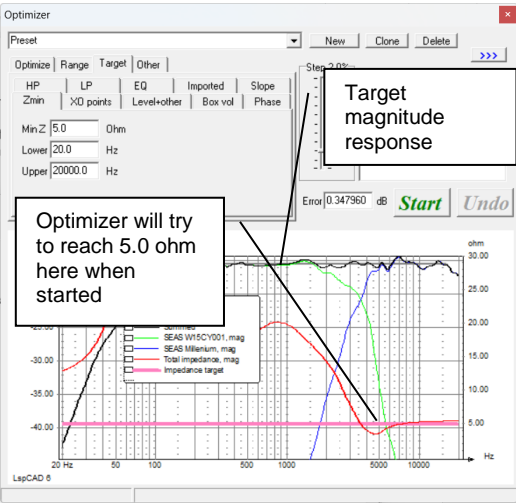 Optimizer
Preset
New Clone Delete
>>>
Optimize Range Target Other
HP LP EQ Imported Slope
Zmin XO points Level+other Box vol Phase
Min Z 5.0 Ohm
Lower 20.0 Hz
Upper 20000.0 Hz
Step 2.0%
Target
magnitude
response
Error 0.347960 dB Start Undo
Optimizer will try
to reach 5.0 ohm
here when
started
ohm
30.00
25.00
20.00
15.00
10.00
5.00
-30.00
-35.00
-40.00
Summed
SEAS W15CY001, mag
SEAS Millenium, mag
Total impedance, mag
Impedance target
20 Hz 50 100 500 1000 5000 10000
Hz
LspCAD 6